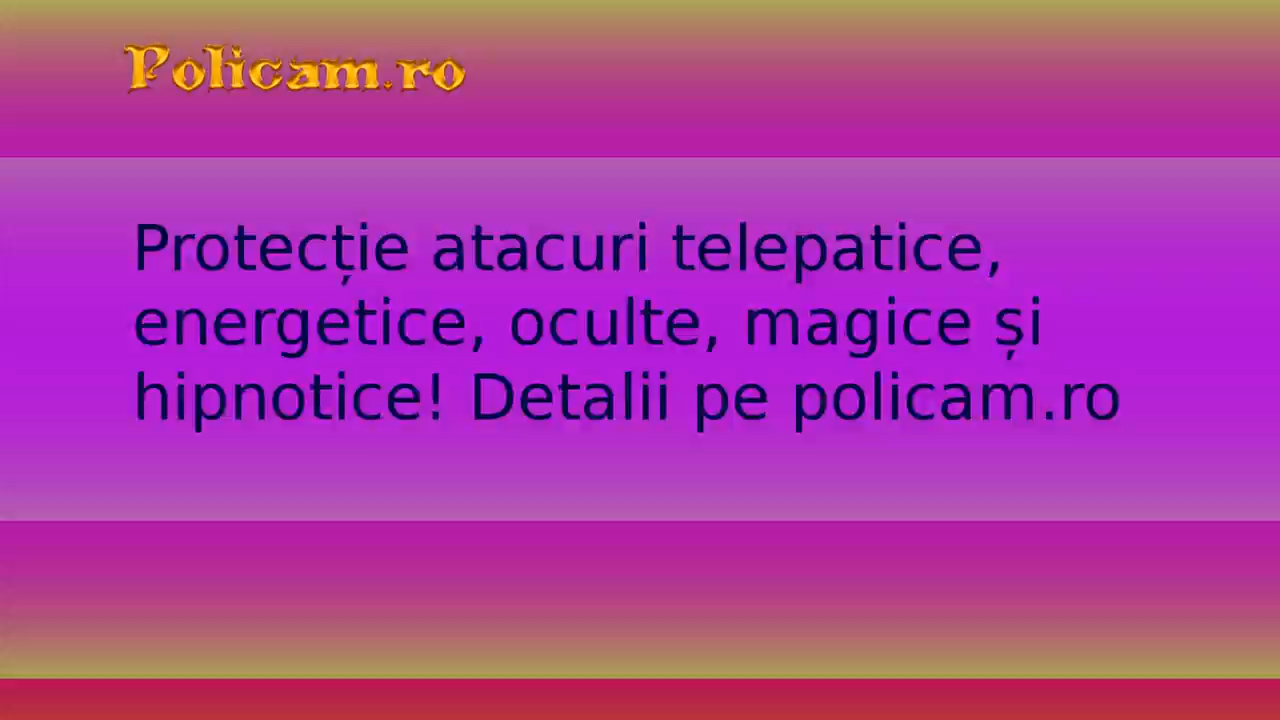 Policam.ro
Protecție atacuri telepatice,
energetice, oculte, magice și
hipnotice! Detalii pe policam.ro